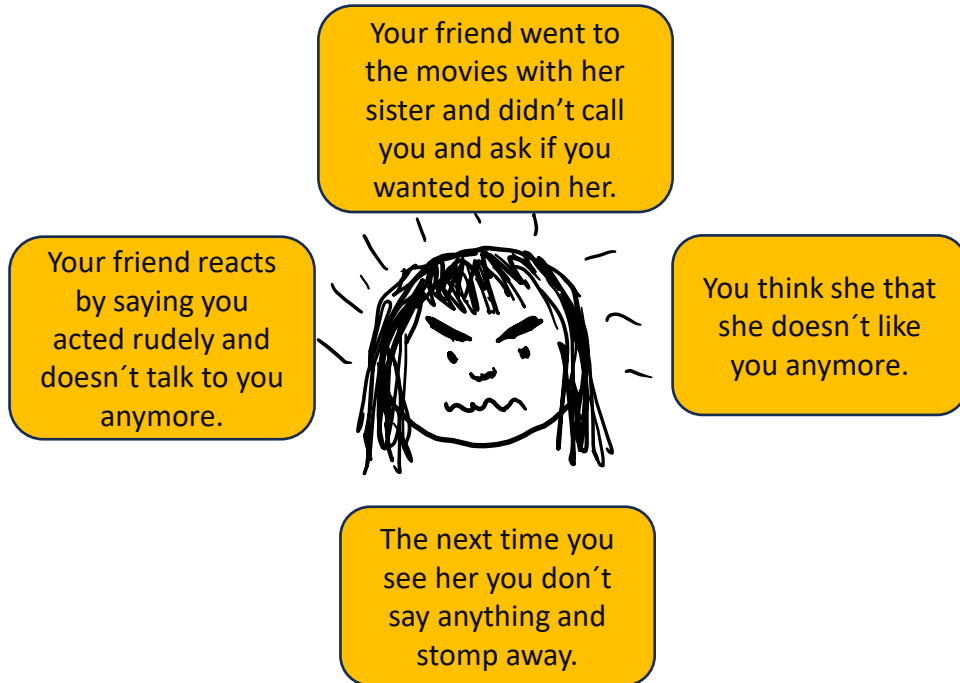 Your friend went to
the movies with her
sister and didn’t call
you and ask if you
wanted to join her.
You think she that
she doesn´t like
you anymore.
The next time you
see her you don´t
say anything and
stomp away.
Your friend reacts
by saying you
acted rudely and
doesn´t talk to you
anymore.